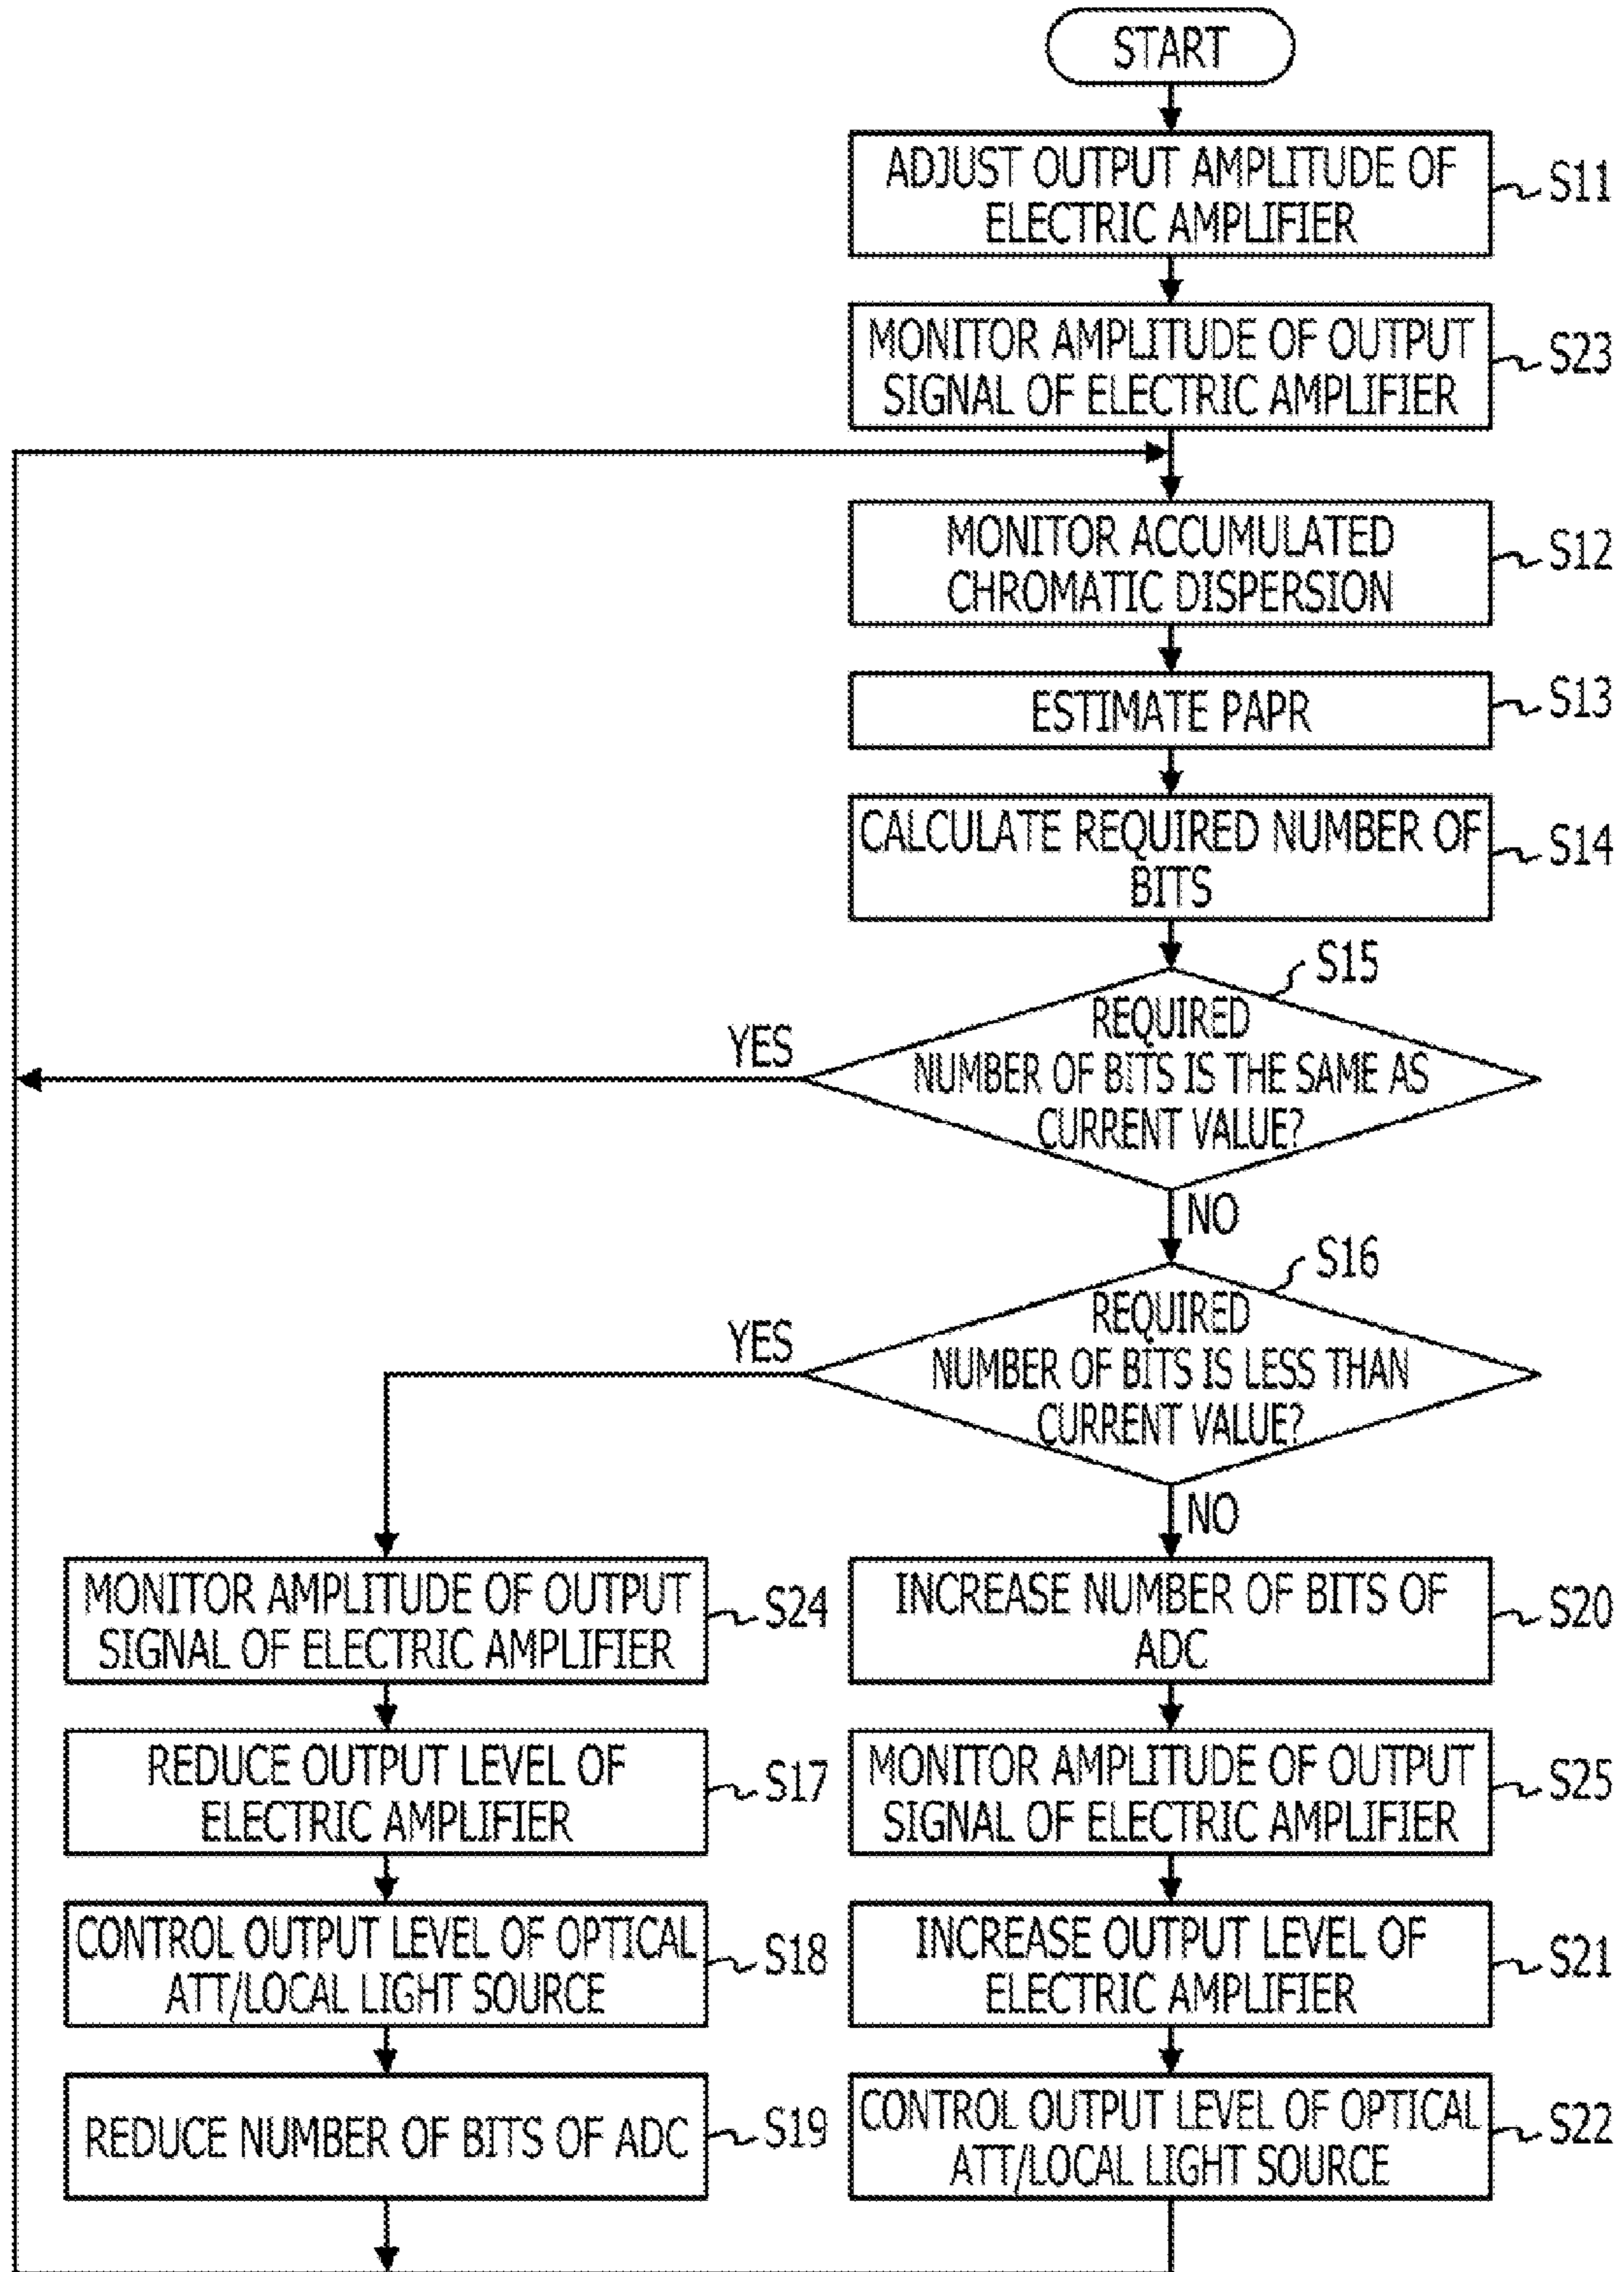 START
ADJUST OUTPUT AMPLITUDE OF
ELECTRIC AMPLIFIER
S11
MONITOR AMPLITUDE OF OUTPUT
SIGNAL OF ELECTRIC AMPLIFIER
S23
MONITOR ACCUMULATED
CHROMATIC DISPERSION
S12
ESTIMATE PAPR
S13
CALCULATE REQUIRED NUMBER OF
BITS
S14
S15
REQUIRED
NUMBER OF BITS IS THE SAME AS
CURRENT VALUE?
YES
NO
S16
REQUIRED
NUMBER OF BITS IS LESS THAN
CURRENT VALUE?
YES
NO
MONITOR AMPLITUDE OF OUTPUT
SIGNAL OF ELECTRIC AMPLIFIER
S24
REDUCE OUTPUT LEVEL OF
ELECTRIC AMPLIFIER
S17
CONTROL OUTPUT LEVEL OF OPTICAL
ATT/LOCAL LIGHT SOURCE
S18
REDUCE NUMBER OF BITS OF ADC
S19
INCREASE NUMBER OF BITS OF
ADC
S20
MONITOR AMPLITUDE OF OUTPUT
SIGNAL OF ELECTRIC AMPLIFIER
S25
INCREASE OUTPUT LEVEL OF
ELECTRIC AMPLIFIER
S21
CONTROL OUTPUT LEVEL OF OPTICAL
ATT/LOCAL LIGHT SOURCE
S22